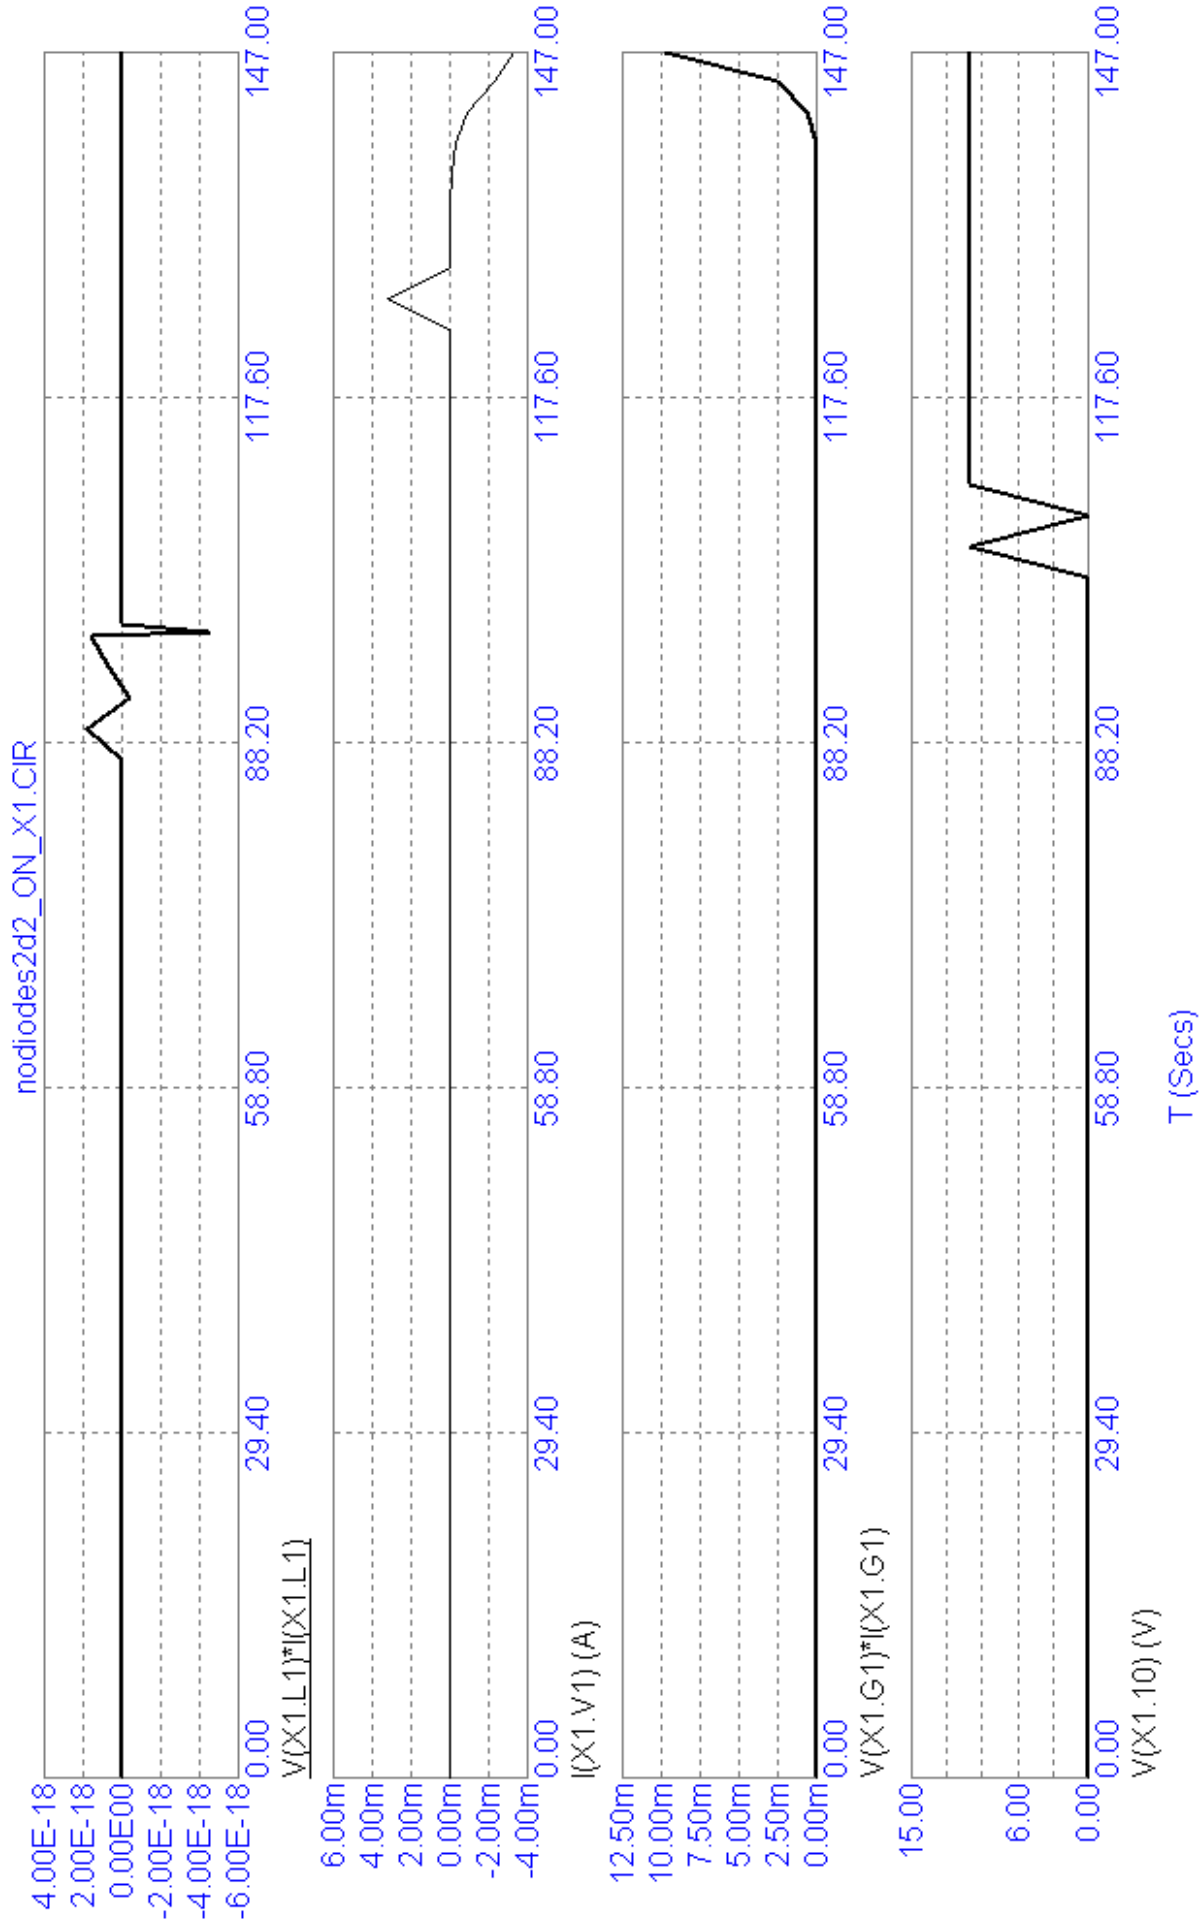 nodiodes2d2_ON_X1.CIR
4.00E-18
2.00E-18
0.00E00
-2.00E-18
-4.00E-18
-6.00E-18
0.00 29.40 58.80 88.20 117.60 147.00
V(X1.L1)*I(X1.L1)
6.00m
4.00m
2.00m
0.00m
-2.00m
-4.00m
0.00 29.40 58.80 88.20 117.60 147.00
I(X1.V1) (A)
12.50m
10.00m
7.50m
5.00m
2.50m
0.00m
0.00 29.40 58.80 88.20 117.60 147.00
V(X1.G1)*I(X1.G1)
15.00
6.00
0.00
0.00 29.40 58.80 88.20 117.60 147.00
V(X1.10) (V)
T (Secs)